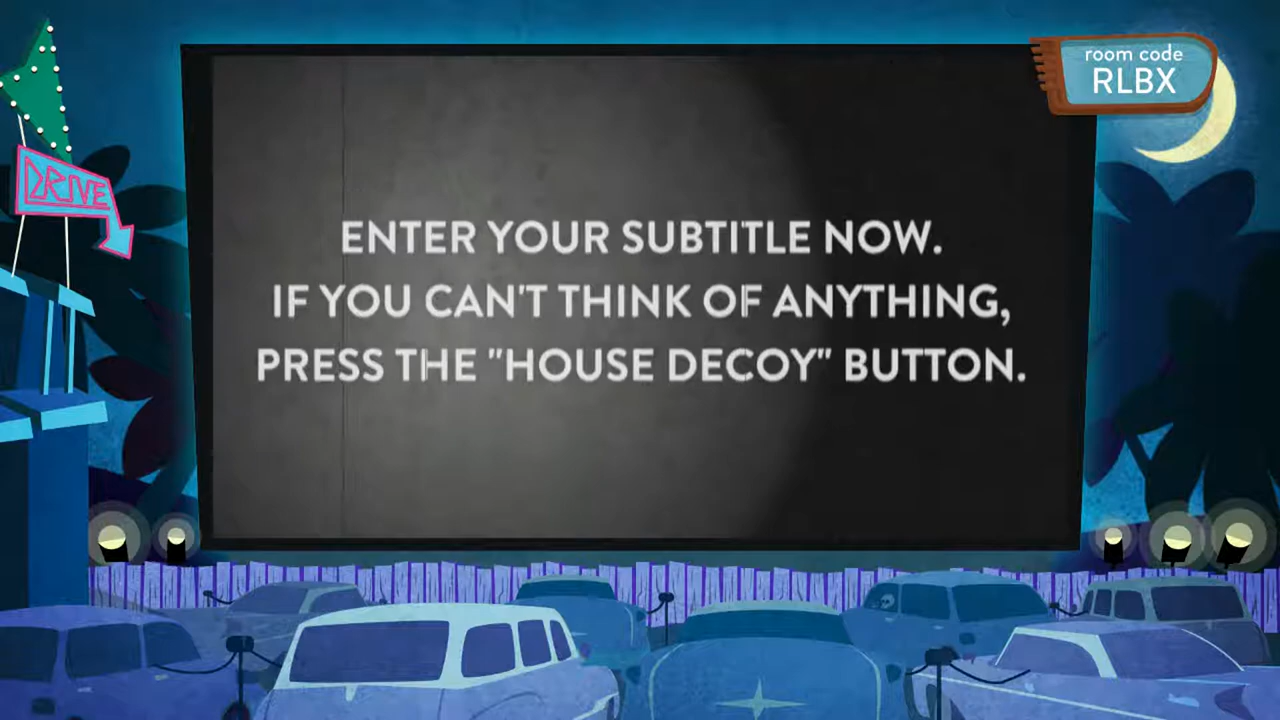 room code
RLBX
DRIVE
ENTER YOUR SUBTITLE NOW.
IF YOU CAN'T THINK OF ANYTHING,
PRESS THE "HOUSE DECOY" BUTTON.